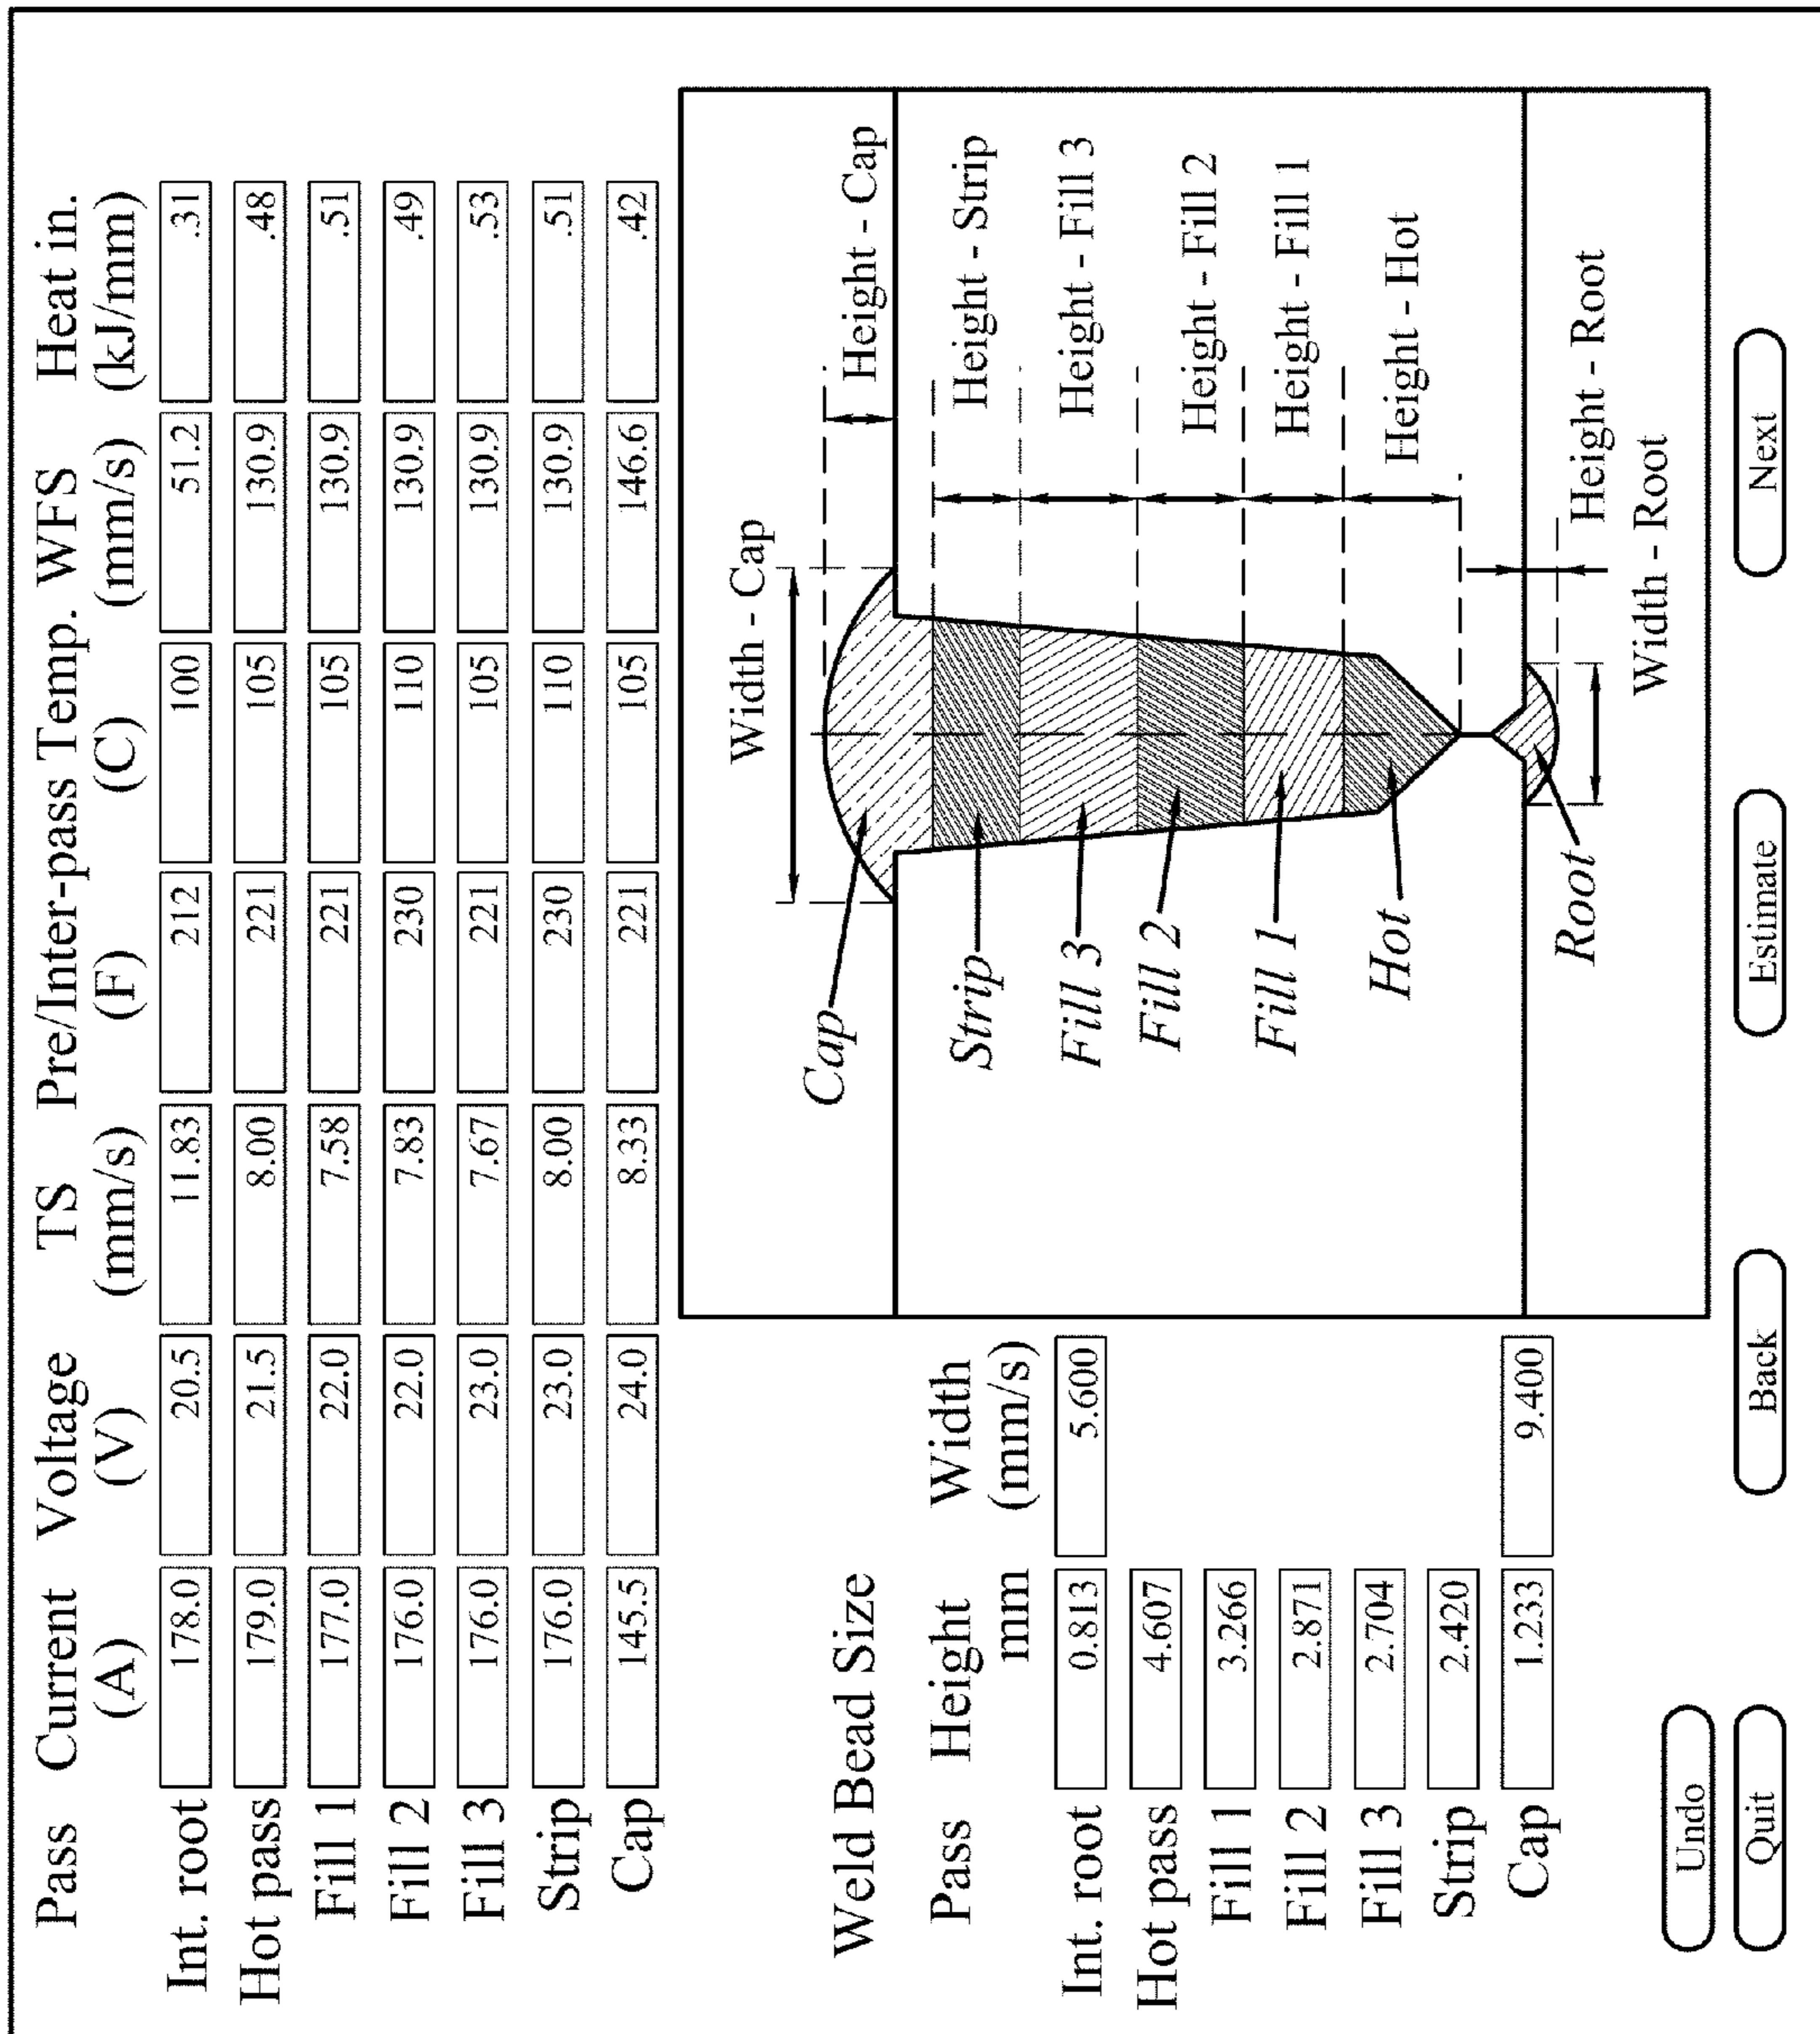 Pass Current Voltage TS Pre/Inter-pass Temp. WFS Heat in.
(A) (V) (mm/s) (F) (C) (mm/s) (kJ/mm)
Int. root 178.0 20.5 11.83 212 100 51.2 .31
Hot pass 179.0 21.5 8.00 221 105 130.9 .48
Fill 1 177.0 22.0 7.58 221 105 130.9 .51
Fill 2 176.0 22.0 7.83 230 110 130.9 .49
Fill 3 176.0 23.0 7.67 221 105 130.9 .53
Strip 176.0 23.0 8.00 230 110 130.9 .51
Cap 145.5 24.0 8.33 221 105 146.6 .42
Weld Bead Size
Pass Height Width
mm (mm/s)
Int. root 0.813 5.600
Hot pass 4.607
Fill 1 3.266
Fill 2 2.871
Fill 3 2.704
Strip 2.420
Cap 1.233 9.400
Width - Cap
Cap
Height - Cap
Strip
Height - Strip
Fill 3
Height - Fill 3
Fill 2
Height - Fill 2
Fill 1
Height - Fill 1
Hot
Height - Hot
Root
Height - Root
Width - Root
Undo
Quit Back Estimate Next